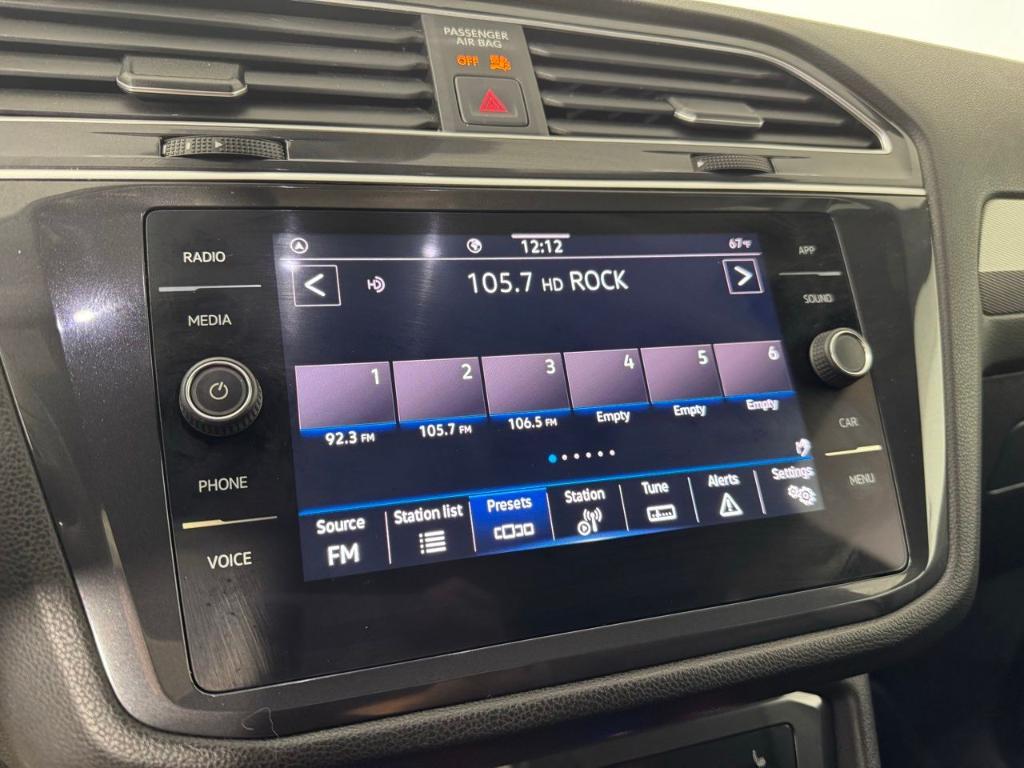 PASSENGER
AIR BAG
OFF
RADIO
MEDIA
PHONE
VOICE
12:12
67°F
105.7 HD ROCK
HD
1
2
3
4
5
6
92.3 FM
105.7 FM
106.5 FM
Empty
Empty
Empty
Source
FM
Station list
Presets
Station
Tune
Alerts
Settings
APP
SOUND
CAR
MENU